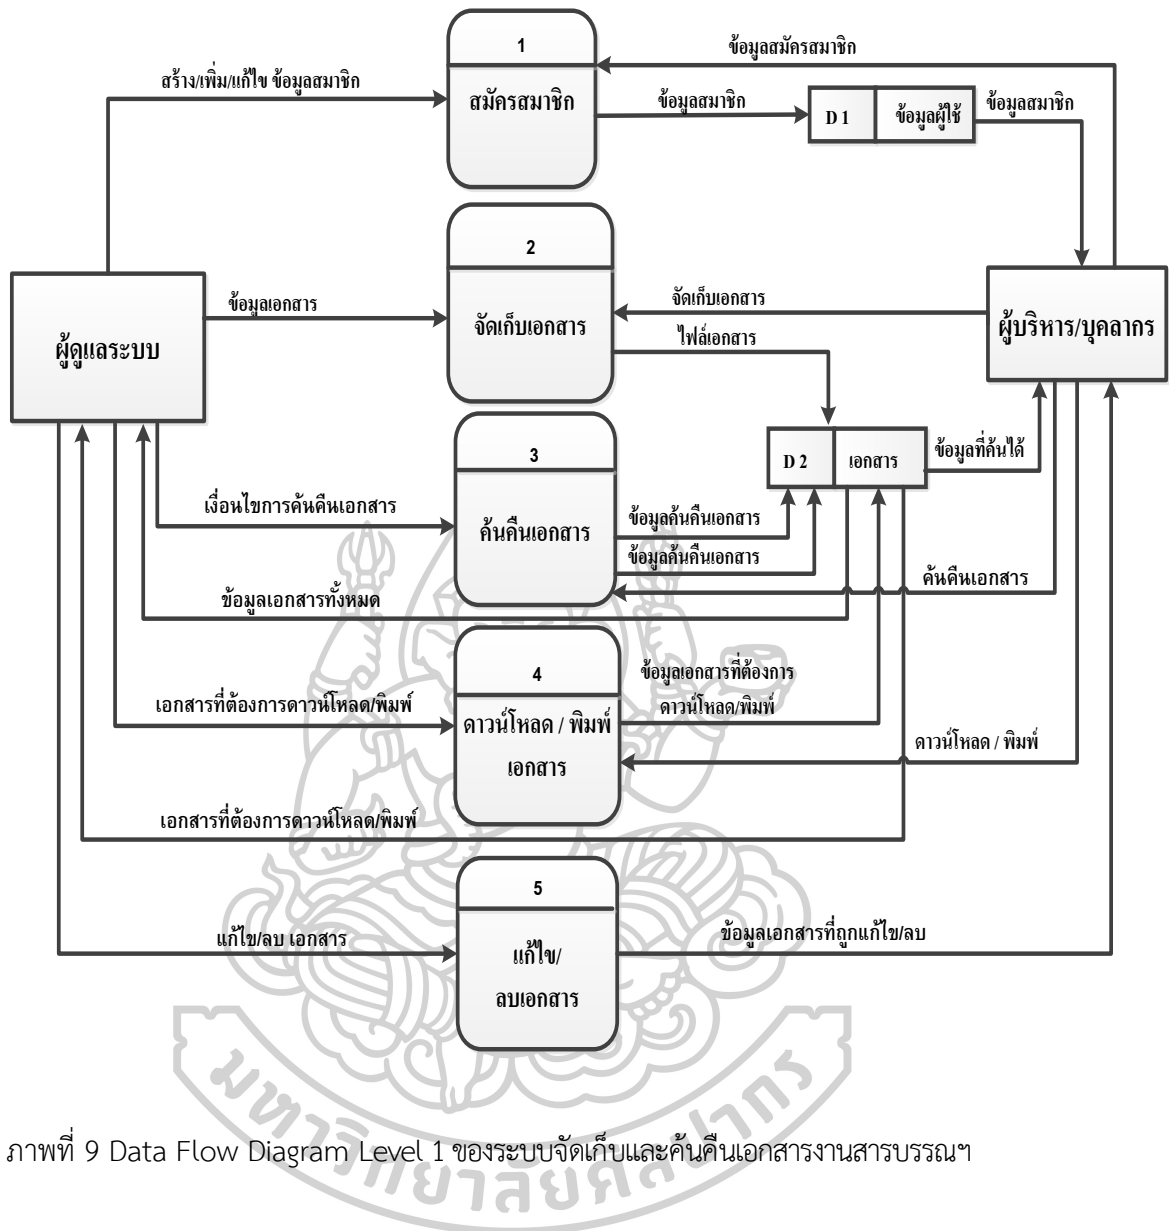 1
ข้อมูลสมัครสมาชิก
สร้าง/เพิ่ม/แก้ไข ข้อมูลสมาชิก
สมัครสมาชิก
ข้อมูลสมาชิก
D 1
ข้อมูลผู้ใช้
ข้อมูลสมาชิก
2
ข้อมูลเอกสาร
จัดเก็บเอกสาร
จัดเก็บเอกสาร
ไฟล์เอกสาร
ผู้ดูแลระบบ
ผู้บริหาร/บุคลากร
3
D 2
เอกสาร
ข้อมูลที่ค้นได้
เงื่อนไขการค้นคืนเอกสาร
ค้นคืนเอกสาร
ข้อมูลค้นคืนเอกสาร
ข้อมูลค้นคืนเอกสาร
ค้นคืนเอกสาร
ข้อมูลเอกสารทั้งหมด
4
ข้อมูลเอกสารที่ต้องการ
ดาวน์โหลด/พิมพ์
เอกสารที่ต้องการดาวน์โหลด/พิมพ์
ดาวน์โหลด / พิมพ์
เอกสาร
ดาวน์โหลด / พิมพ์
เอกสารที่ต้องการดาวน์โหลด/พิมพ์
5
แก้ไข/ลบ เอกสาร
แก้ไข/
ลบเอกสาร
ข้อมูลเอกสารที่ถูกแก้ไข/ลบ
มหาวิทยาลัยศิลปากร
ภาพที่ 9 Data Flow Diagram Level 1 ของระบบจัดเก็บและค้นคืนเอกสารงานสารบรรณฯ